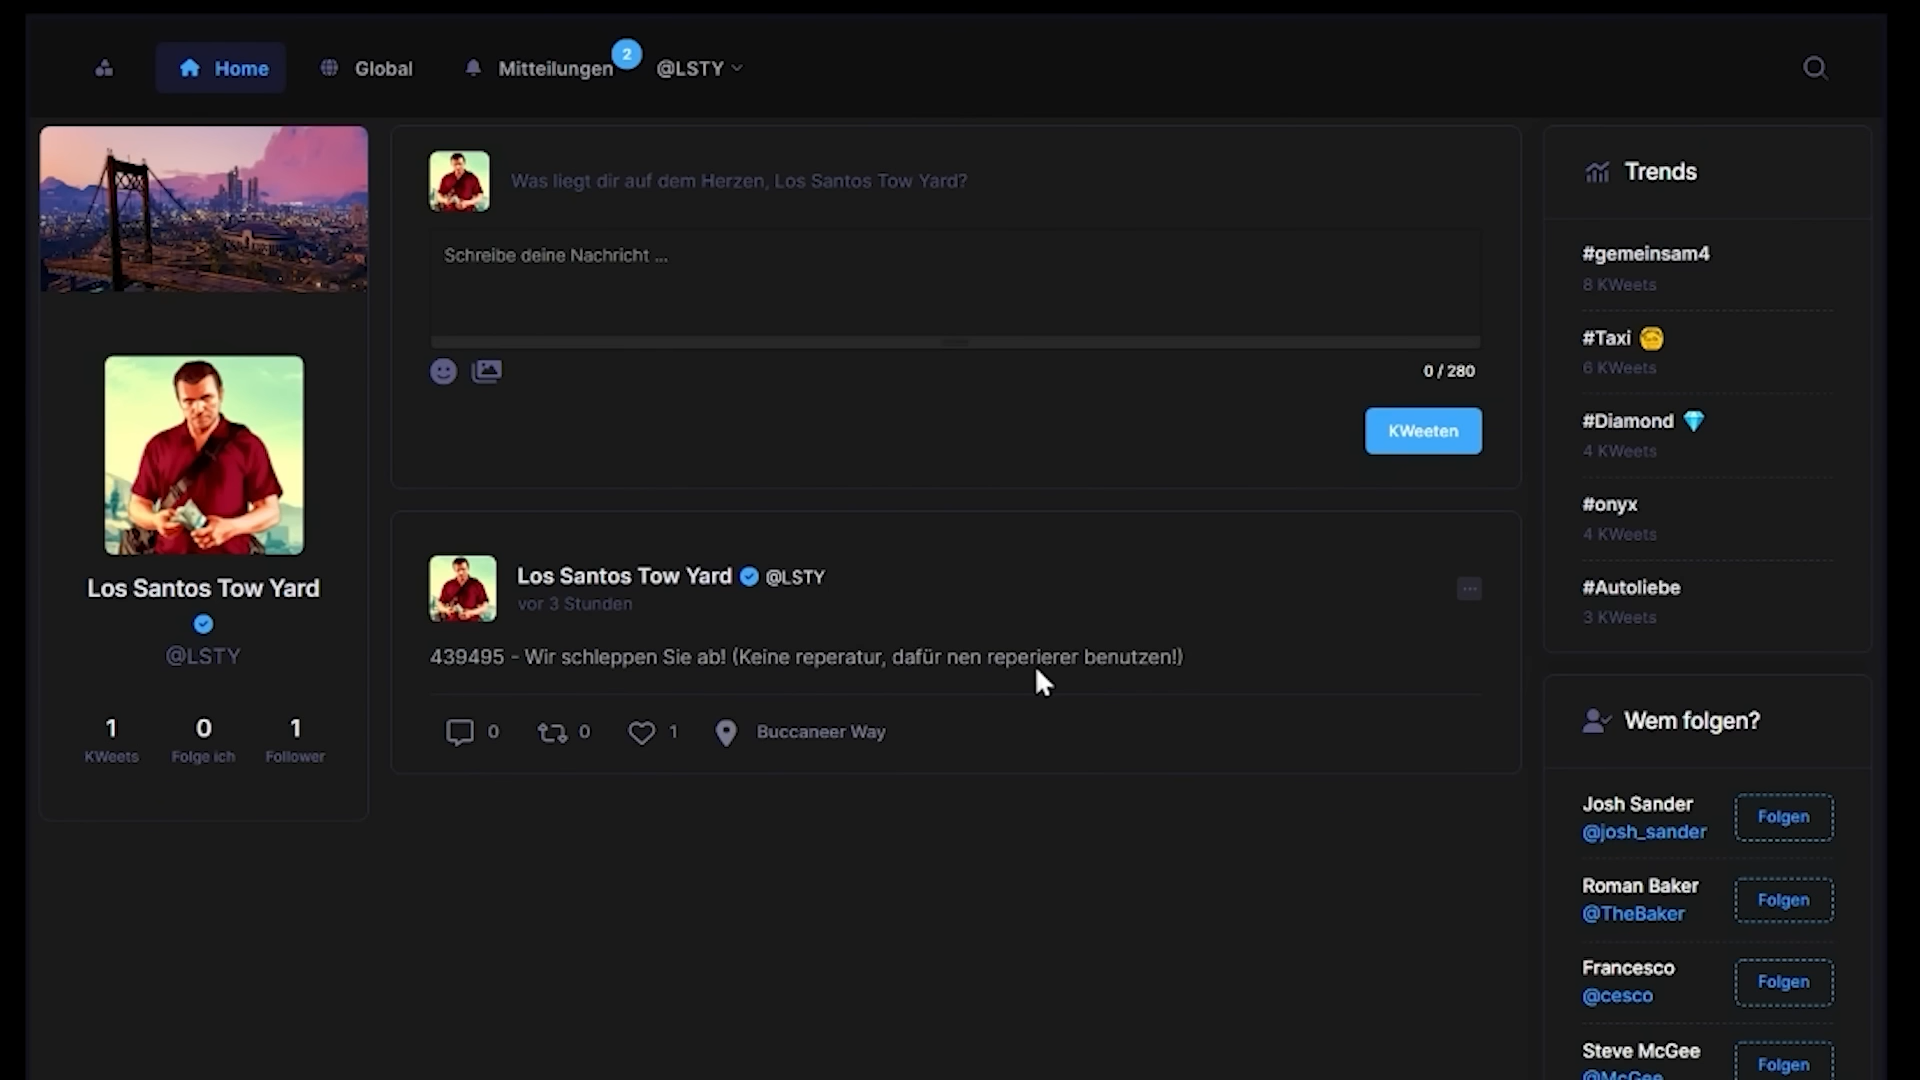 Home
Global
Mitteilungen
2
@LSTY
Los Santos Tow Yard
@LSTY
1
KWeets
0
Folge ich
1
Follower
Was liegt dir auf dem Herzen, Los Santos Tow Yard?
Schreibe deine Nachricht ...
0 / 280
KWeeten
Los Santos Tow Yard @LSTY
vor 3 Stunden
439495 - Wir schleppen Sie ab! (Keine reperatur, dafür nen reperierer benutzen!)
0
0
1
Buccaneer Way
Trends
#gemeinsam4
8 KWeets
#Taxi
6 KWeets
#Diamond 💎
4 KWeets
#onyx
4 KWeets
#Autoliebe
3 KWeets
Wem folgen?
Josh Sander
@josh_sander
Folgen
Roman Baker
@TheBaker
Folgen
Francesco
@cesco
Folgen
Steve McGee
@McGee
Folgen